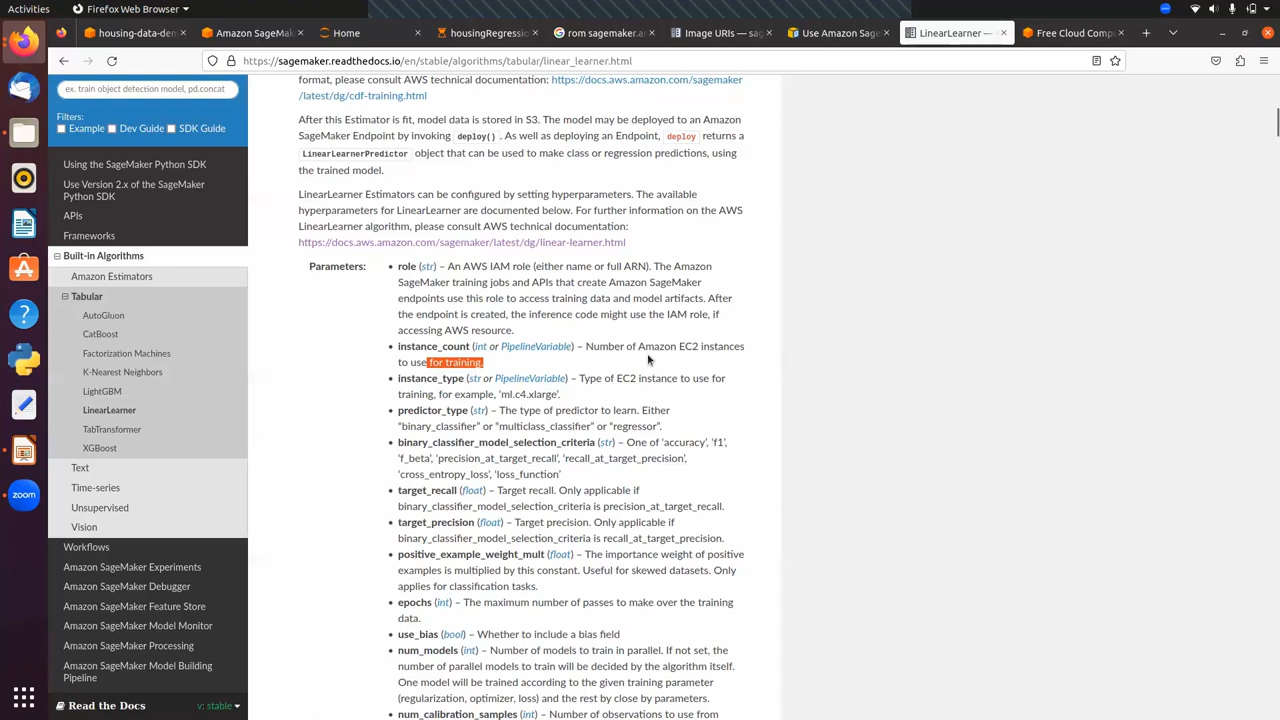 Activities
Firefox Web Browser
housing-data-dem
Amazon SageMak
Home
housingRegressio
rom sagemaker.a
Image URIs — sag
Use Amazon Sage
LinearLearner —
Free Cloud Compu
https://sagemaker.readthedocs.io/en/stable/algorithms/tabular/linear_learner.html
ex. train object detection model, pd.concat
Filters:
Example
Dev Guide
SDK Guide
Using the SageMaker Python SDK
Use Version 2.x of the SageMaker
Python SDK
APIs
Frameworks
Built-in Algorithms
Amazon Estimators
Tabular
AutoGluon
CatBoost
Factorization Machines
K-Nearest Neighbors
LightGBM
LinearLearner
TabTransformer
XGBoost
Text
Time-series
Unsupervised
Vision
Workflows
Amazon SageMaker Experiments
Amazon SageMaker Debugger
Amazon SageMaker Feature Store
Amazon SageMaker Model Monitor
Amazon SageMaker Processing
Amazon SageMaker Model Building
Pipeline
Read the Docs
v: stable
zoom
format, please consult AWS technical documentation: https://docs.aws.amazon.com/sagemaker
/latest/dg/cdf-training.html
After this Estimator is fit, model data is stored in S3. The model may be deployed to an Amazon
SageMaker Endpoint by invoking deploy() . As well as deploying an Endpoint, deploy returns a
LinearLearnerPredictor object that can be used to make class or regression predictions, using
the trained model.
LinearLearner Estimators can be configured by setting hyperparameters. The available
hyperparameters for LinearLearner are documented below. For further information on the AWS
LinearLearner algorithm, please consult AWS technical documentation:
https://docs.aws.amazon.com/sagemaker/latest/dg/linear-learner.html
Parameters:
• role (str) – An AWS IAM role (either name or full ARN). The Amazon
SageMaker training jobs and APIs that create Amazon SageMaker
endpoints use this role to access training data and model artifacts. After
the endpoint is created, the inference code might use the IAM role, if
accessing AWS resource.
• instance_count (int or PipelineVariable) – Number of Amazon EC2 instances
to use for training.
• instance_type (str or PipelineVariable) – Type of EC2 instance to use for
training, for example, ‘ml.c4.xlarge’.
• predictor_type (str) – The type of predictor to learn. Either
“binary_classifier” or “multiclass_classifier” or “regressor”.
• binary_classifier_model_selection_criteria (str) – One of ‘accuracy’, ‘f1’,
‘f_beta’, ‘precision_at_target_recall’, ‘recall_at_target_precision’,
‘cross_entropy_loss’, ‘loss_function’
• target_recall (float) – Target recall. Only applicable if
binary_classifier_model_selection_criteria is precision_at_target_recall.
• target_precision (float) – Target precision. Only applicable if
binary_classifier_model_selection_criteria is recall_at_target_precision.
• positive_example_weight_mult (float) – The importance weight of positive
examples is multiplied by this constant. Useful for skewed datasets. Only
applies for classification tasks.
• epochs (int) – The maximum number of passes to make over the training
data.
• use_bias (bool) – Whether to include a bias field
• num_models (int) – Number of models to train in parallel. If not set, the
number of parallel models to train will be decided by the algorithm itself.
One model will be trained according to the given training parameter
(regularization, optimizer, loss) and the rest by close by parameters.
• num_calibration_samples (int) – Number of observations to use from